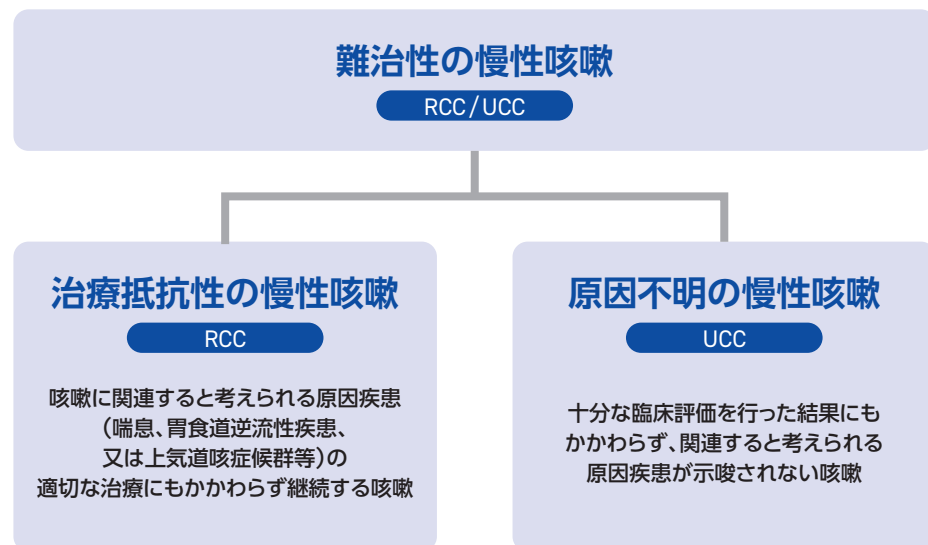 難治性の慢性咳嗽
RCC/UCC
治療抵抗性の慢性咳嗽
RCC
咳嗽に関連すると考えられる原因疾患
(喘息、胃食道逆流性疾患、
又は上気道咳症候群等)の
適切な治療にもかかわらず継続する咳嗽
原因不明の慢性咳嗽
UCC
十分な臨床評価を行った結果にも
かかわらず、関連すると考えられる
原因疾患が示唆されない咳嗽